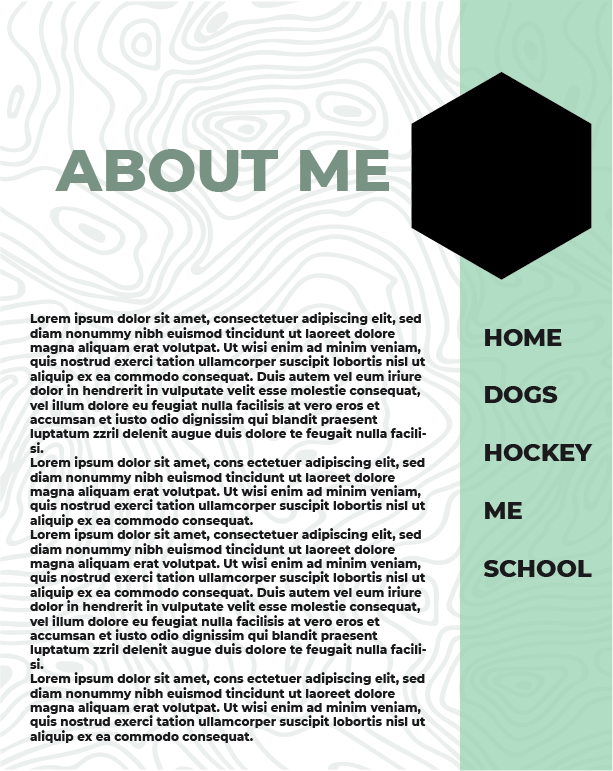 ABOUT ME
Lorem ipsum dolor sit amet, consectetuer adipiscing elit, sed
diam nonummy nibh euismod tincidunt ut laoreet dolore
magna aliquam erat volutpat. Ut wisi enim ad minim veniam,
quis nostrud exerci tation ullamcorper suscipit lobortis nisl ut
aliquip ex ea commodo consequat. Duis autem vel eum iriure
dolor in hendrerit in vulputate velit esse molestie consequat,
vel illum dolore eu feugiat nulla facilisis at vero eros et
accumsan et iusto odio dignissim qui blandit praesent
luptatum zzril delenit augue duis dolore te feugait nulla facili-
si.
Lorem ipsum dolor sit amet, cons ectetuer adipiscing elit, sed
diam nonummy nibh euismod tincidunt ut laoreet dolore
magna aliquam erat volutpat. Ut wisi enim ad minim veniam,
quis nostrud exerci tation ullamcorper suscipit lobortis nisl ut
aliquip ex ea commodo consequat.
Lorem ipsum dolor sit amet, consectetuer adipiscing elit, sed
diam nonummy nibh euismod tincidunt ut laoreet dolore
magna aliquam erat volutpat. Ut wisi enim ad minim veniam,
quis nostrud exerci tation ullamcorper suscipit lobortis nisl ut
aliquip ex ea commodo consequat. Duis autem vel eum iriure
dolor in hendrerit in vulputate velit esse molestie consequat,
vel illum dolore eu feugiat nulla facilisis at vero eros et
accumsan et iusto odio dignissim qui blandit praesent
luptatum zzril delenit augue duis dolore te feugait nulla facili-
si.
Lorem ipsum dolor sit amet, cons ectetuer adipiscing elit, sed
diam nonummy nibh euismod tincidunt ut laoreet dolore
magna aliquam erat volutpat. Ut wisi enim ad minim veniam,
quis nostrud exerci tation ullamcorper suscipit lobortis nisl ut
aliquip ex ea commodo consequat.
HOME
DOGS
HOCKEY
ME
SCHOOL